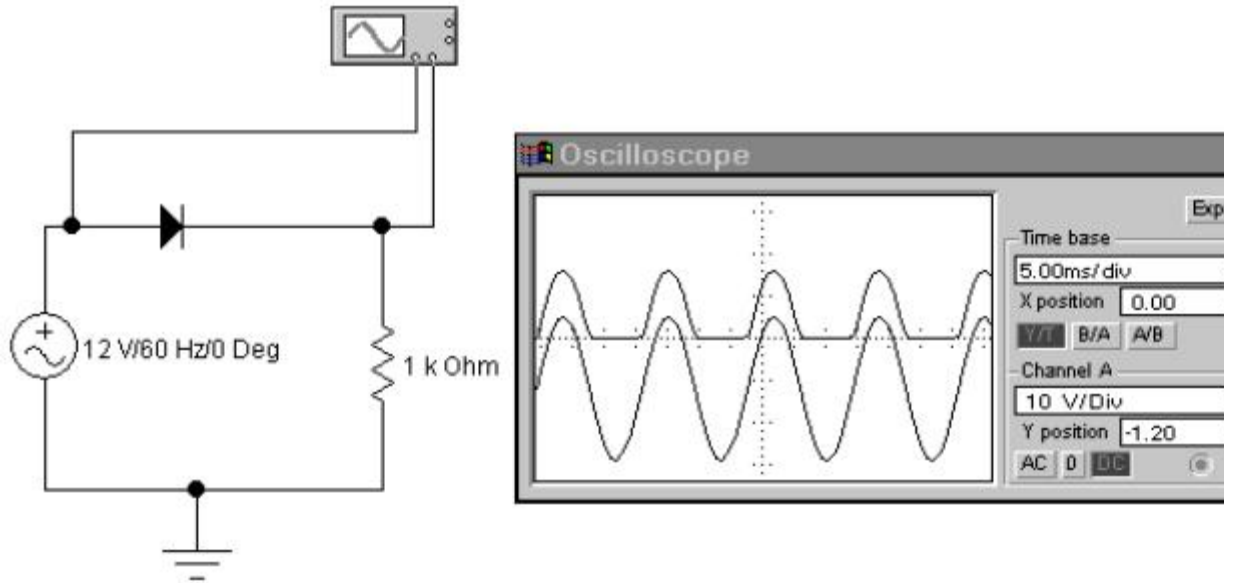 12 V/60 Hz/0 Deg
1 k Ohm
Oscilloscope
Exp
Time base
5.00ms/div
X position 0.00
Y/T B/A A/B
Channel A
10 V/Div
Y position -1.20
AC 0 DC